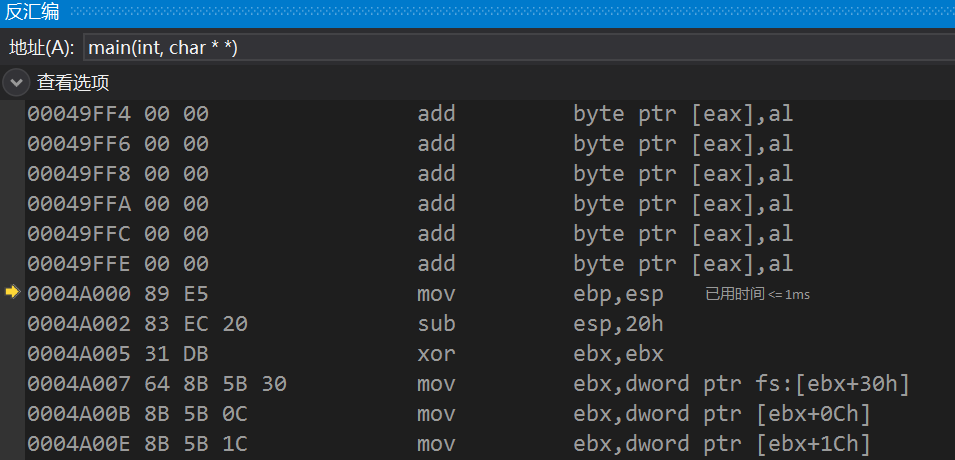 反汇编
地址(A): main(int, char * *)
查看选项
00049FF4 00 00 add byte ptr [eax],al
00049FF6 00 00 add byte ptr [eax],al
00049FF8 00 00 add byte ptr [eax],al
00049FFA 00 00 add byte ptr [eax],al
00049FFC 00 00 add byte ptr [eax],al
00049FFE 00 00 add byte ptr [eax],al
0004A000 89 E5 mov ebp,esp 已用时间 <= 1ms
0004A002 83 EC 20 sub esp,20h
0004A005 31 DB xor ebx,ebx
0004A007 64 8B 5B 30 mov ebx,dword ptr fs:[ebx+30h]
0004A00B 8B 5B 0C mov ebx,dword ptr [ebx+0Ch]
0004A00E 8B 5B 1C mov ebx,dword ptr [ebx+1Ch]